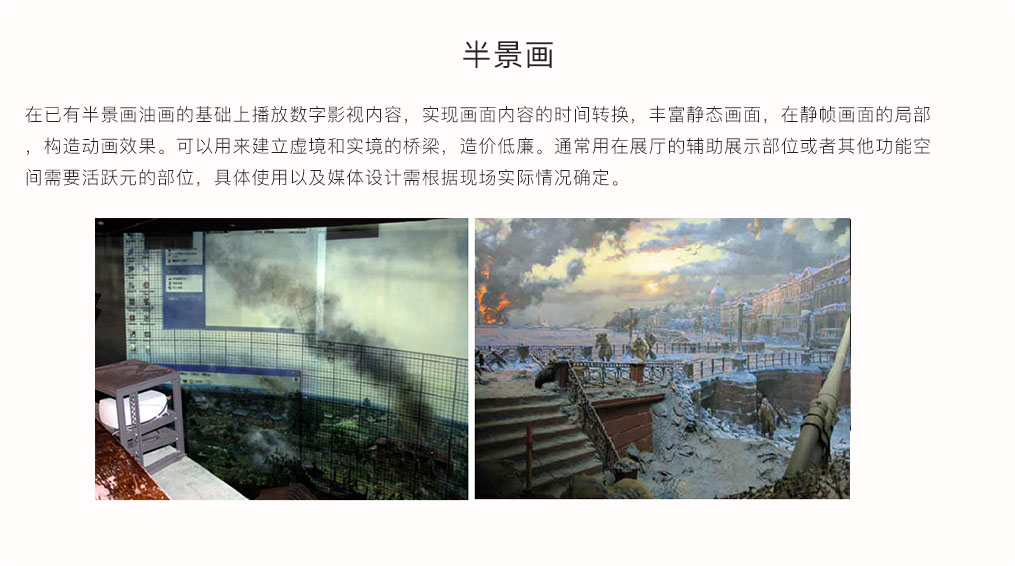 半景画
在已有半景画油画的基础上播放数字影视内容，实现画面内容的时间转换，丰富静态画面，在静帧画面的局部
，构造动画效果。可以用来建立虚境和实境的桥梁，造价低廉。通常用在展厅的辅助展示部位或者其他功能空
间需要活跃元的部位，具体使用以及媒体设计需根据现场实际情况确定。